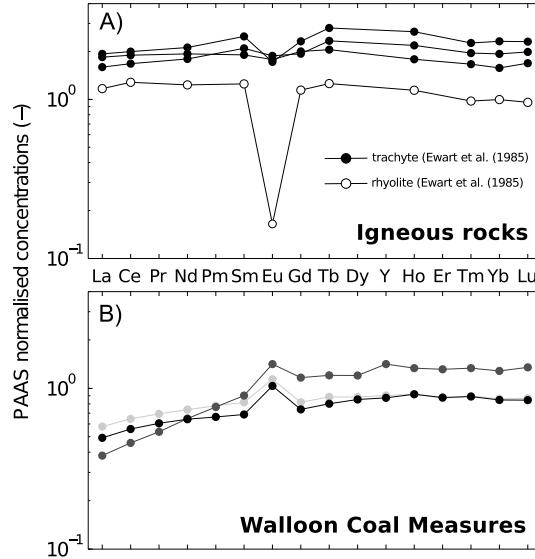 A)
PAAS normalised concentrations (−)
10⁰
trachyte (Ewart et al. (1985)
rhyolite (Ewart et al. (1985)
Igneous rocks
10⁻¹
La Ce Pr Nd Pm Sm Eu Gd Tb Dy Y Ho Er Tm Yb Lu
B)
10⁰
Walloon Coal Measures
10⁻¹